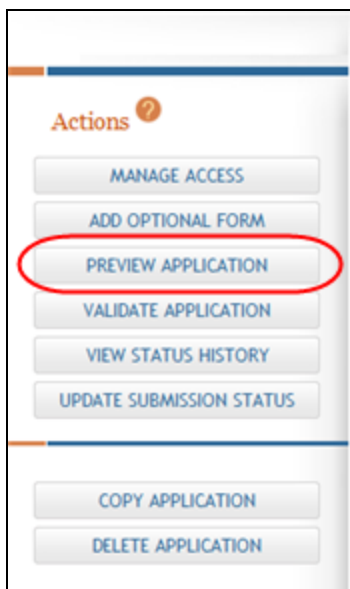 Actions ?
MANAGE ACCESS
ADD OPTIONAL FORM
PREVIEW APPLICATION
VALIDATE APPLICATION
VIEW STATUS HISTORY
UPDATE SUBMISSION STATUS
COPY APPLICATION
DELETE APPLICATION